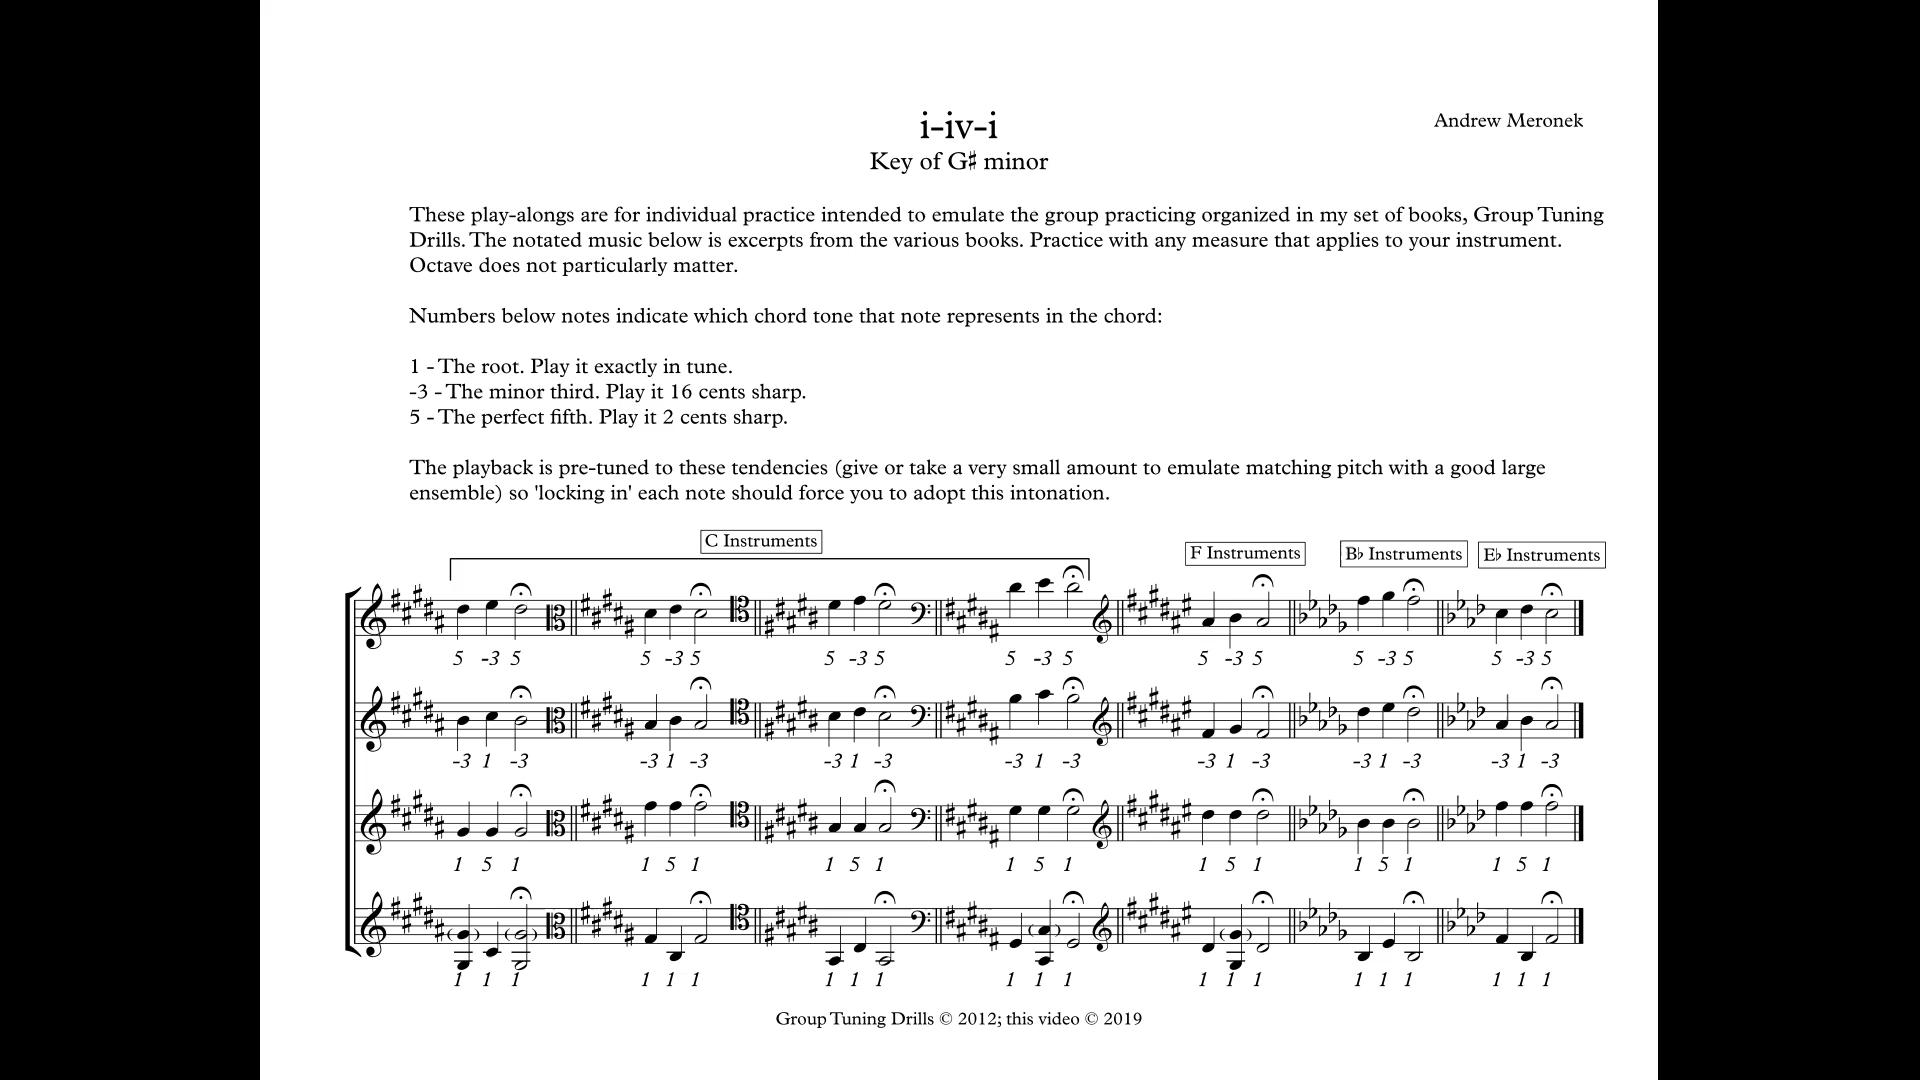 i-iv-i
Andrew Meronek
Key of G♯ minor
These play-alongs are for individual practice intended to emulate the group practicing organized in my set of books, Group Tuning
Drills. The notated music below is excerpts from the various books. Practice with any measure that applies to your instrument.
Octave does not particularly matter.
Numbers below notes indicate which chord tone that note represents in the chord:
1 - The root. Play it exactly in tune.
-3 - The minor third. Play it 16 cents sharp.
5 - The perfect fifth. Play it 2 cents sharp.
The playback is pre-tuned to these tendencies (give or take a very small amount to emulate matching pitch with a good large
ensemble) so 'locking in' each note should force you to adopt this intonation.
C Instruments
F Instruments
B♭ Instruments
E♭ Instruments
5 -3 5 5 -3 5 5 -3 5 5 -3 5 5 -3 5 5 -3 5 5 -3 5
-3 1 -3 -3 1 -3 -3 1 -3 -3 1 -3 -3 1 -3 -3 1 -3 -3 1 -3
1 5 1 1 5 1 1 5 1 1 5 1 1 5 1 1 5 1 1 5 1
1 1 1 1 1 1 1 1 1 1 1 1 1 1 1 1 1 1 1 1 1
Group Tuning Drills © 2012; this video © 2019